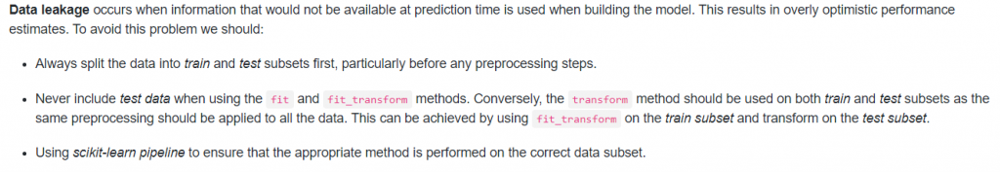 Data leakage occurs when information that would not be available at prediction time is used when building the model. This results in overly optimistic performance
estimates. To avoid this problem we should:
• Always split the data into train and test subsets first, particularly before any preprocessing steps.
• Never include test data when using the fit and fit_transform methods. Conversely, the transform method should be used on both train and test subsets as the
same preprocessing should be applied to all the data. This can be achieved by using fit_transform on the train subset and transform on the test subset.
• Using scikit-learn pipeline to ensure that the appropriate method is performed on the correct data subset.